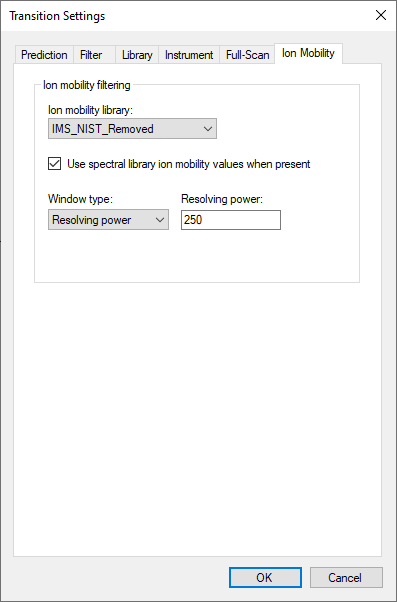 Transition Settings
Prediction Filter Library Instrument Full-Scan Ion Mobility
Ion mobility filtering
Ion mobility library:
IMS_NIST_Removed
Use spectral library ion mobility values when present
Window type: Resolving power:
Resolving power 250
OK Cancel